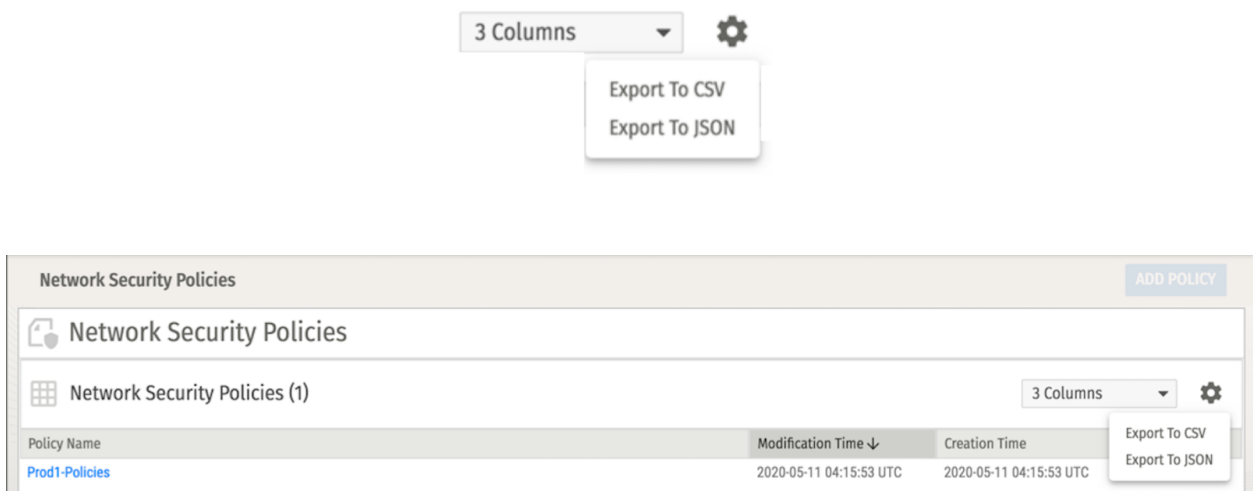 3 Columns
Export To CSV
Export To JSON
Network Security Policies
ADD POLICY
Network Security Policies
Network Security Policies (1)
3 Columns
Export To CSV
Export To JSON
Policy Name
Modification Time
Creation Time
Prod1-Policies
2020-05-11 04:15:53 UTC
2020-05-11 04:15:53 UTC